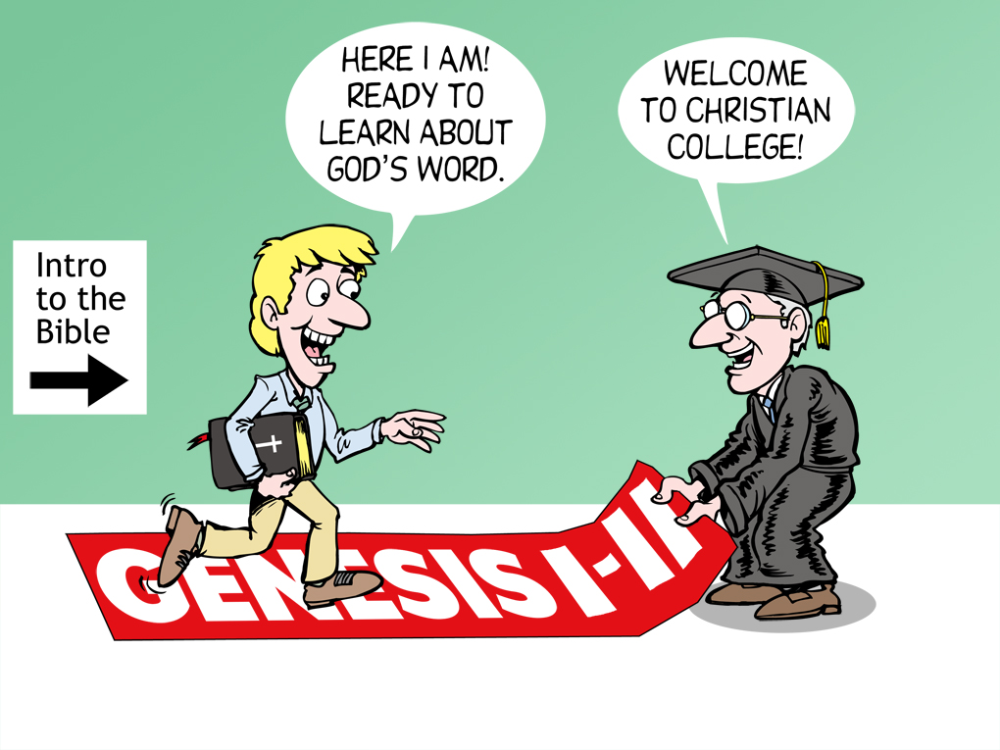 HERE I AM!
READY TO
LEARN ABOUT
GOD'S WORD.
WELCOME
TO CHRISTIAN
COLLEGE!
Intro
to the
Bible
GENESIS 1-11